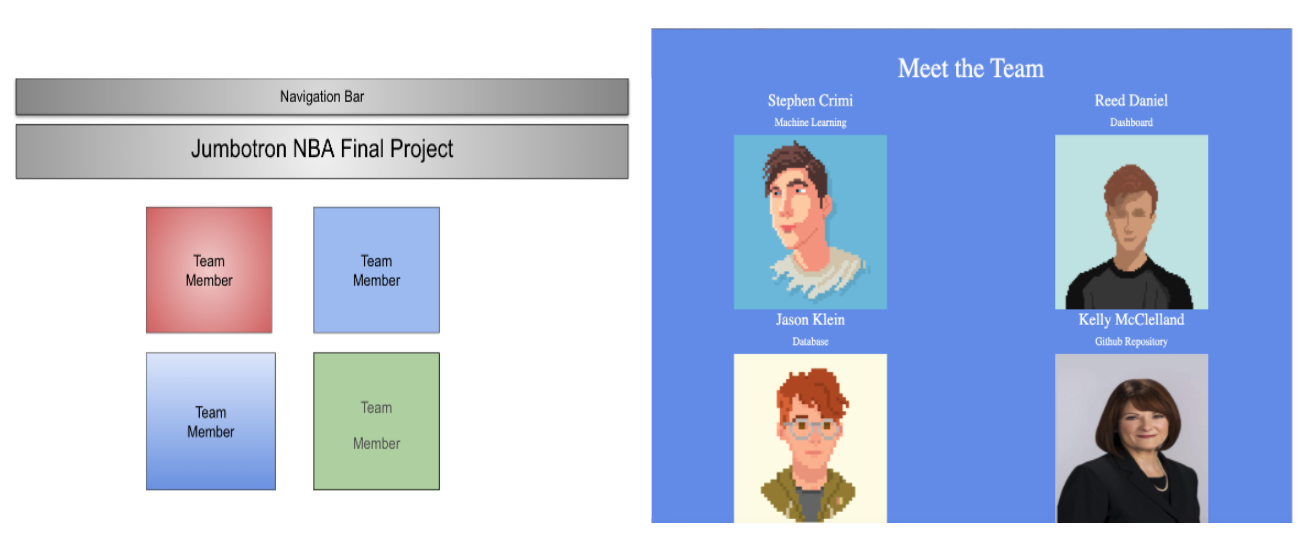 Navigation Bar
Jumbotron NBA Final Project
Team
Member
Team
Member
Team
Member
Team
Member
Meet the Team
Stephen Crimi
Machine Learning
Reed Daniel
Dashboard
Jason Klein
Database
Kelly McClelland
Github Repository